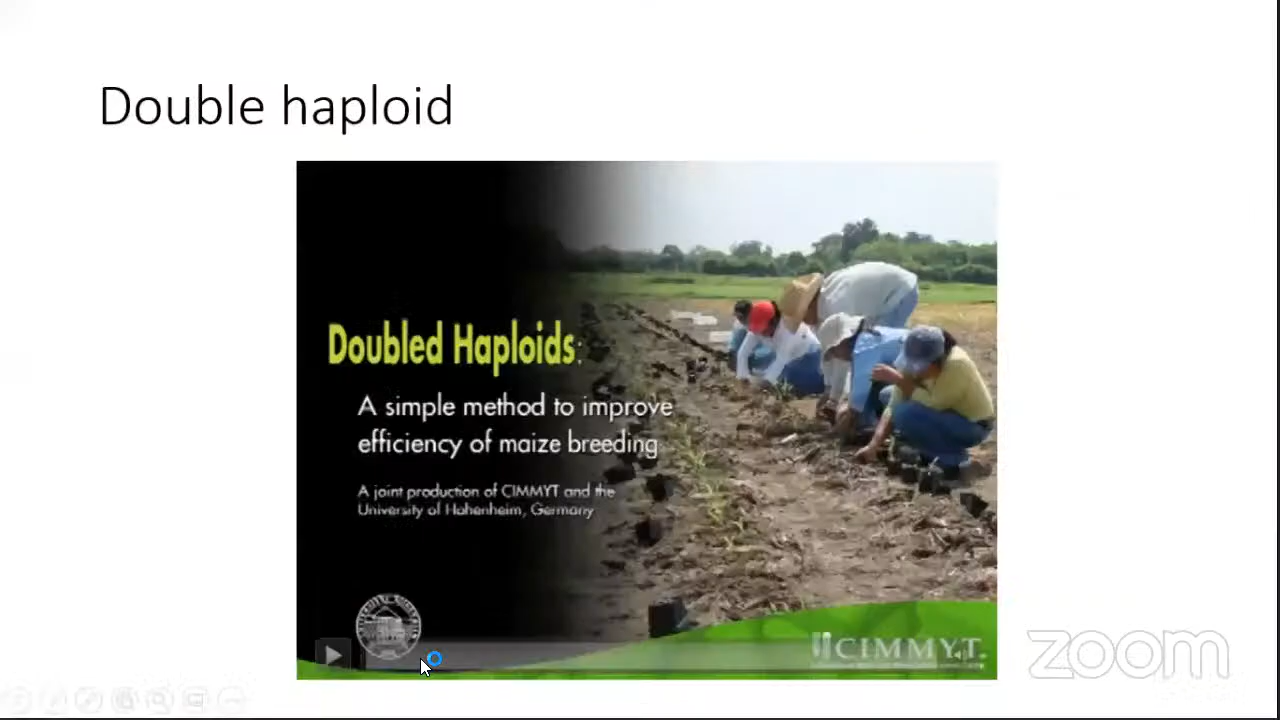 Double haploid
Doubled Haploids:
A simple method to improve
efficiency of maize breeding
A joint production of CIMMYT and the
University of Hohenheim, Germany
CIMMYT.
zoom